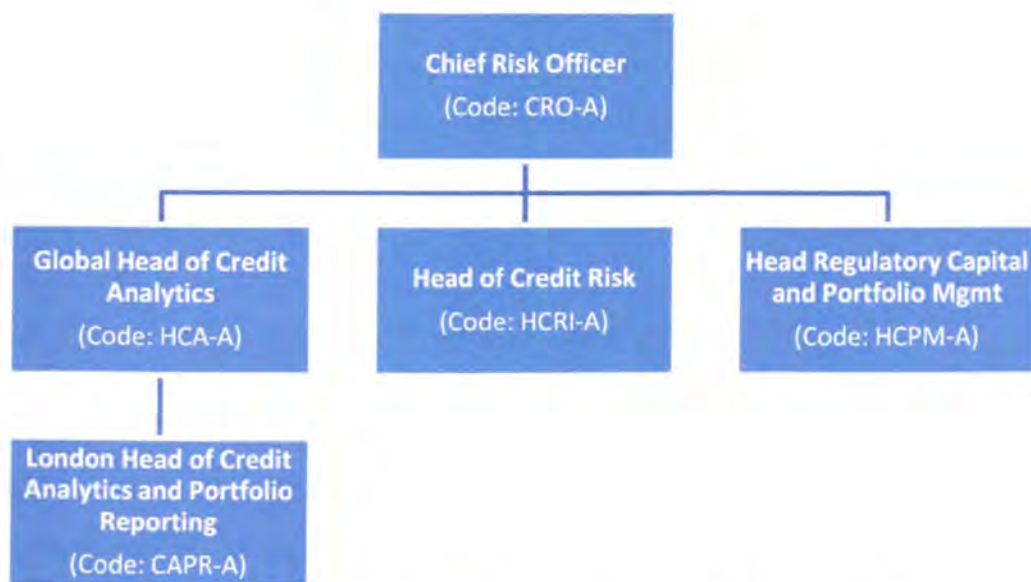 Chief Risk Officer
(Code: CRO-A)
Global Head of Credit
Analytics
(Code: HCA-A)
Head of Credit Risk
(Code: HCRI-A)
Head Regulatory Capital
and Portfolio Mgmt
(Code: HCPM-A)
London Head of Credit
Analytics and Portfolio
Reporting
(Code: CAPR-A)